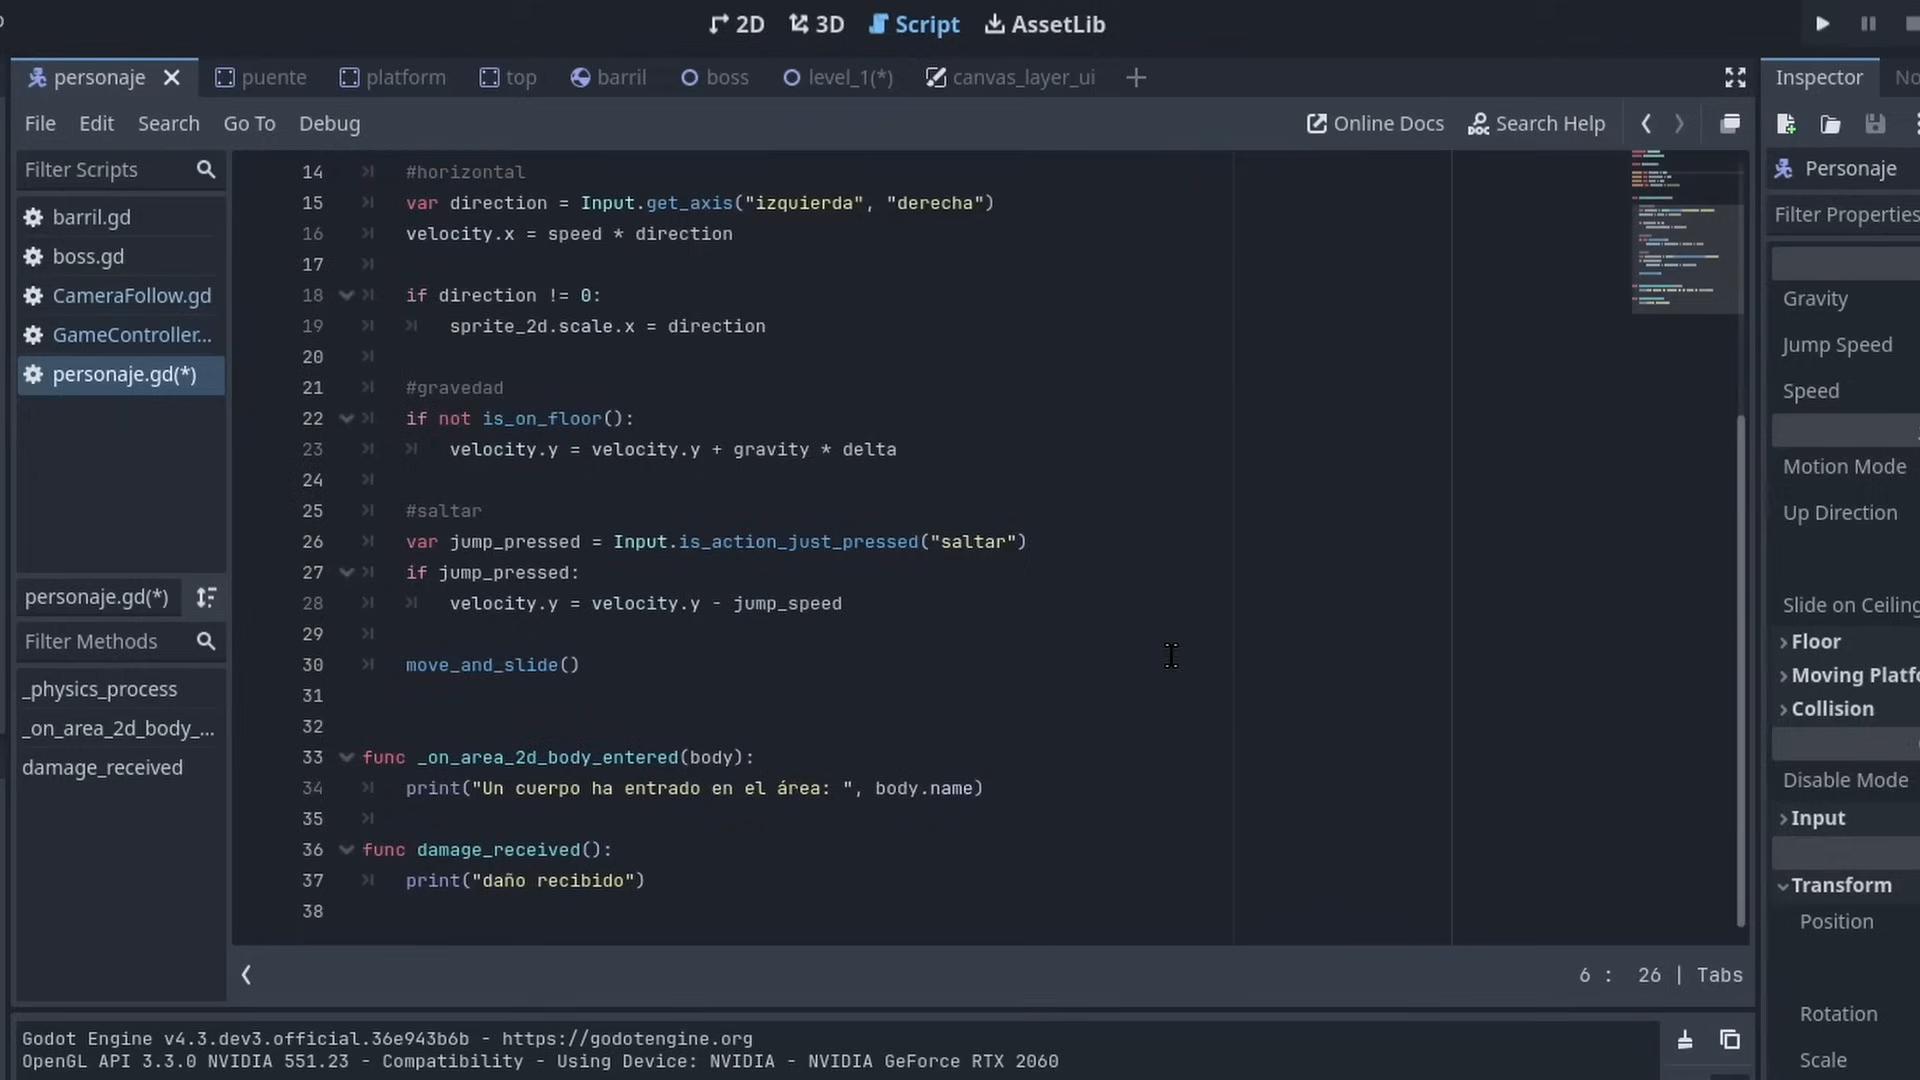 2D 3D Script AssetLib
personaje puente platform top barril boss level_1(*) canvas_layer_ui
Inspector
File Edit Search Go To Debug Online Docs Search Help
Filter Scripts
barril.gd
boss.gd
CameraFollow.gd
GameController...
personaje.gd(*)
personaje.gd(*)
Filter Methods
_physics_process
_on_area_2d_body_...
damage_received
14 #horizontal
15 var direction = Input.get_axis("izquierda", "derecha")
16 velocity.x = speed * direction
17
18 if direction != 0:
19 sprite_2d.scale.x = direction
20
21 #gravedad
22 if not is_on_floor():
23 velocity.y = velocity.y + gravity * delta
24
25 #saltar
26 var jump_pressed = Input.is_action_just_pressed("saltar")
27 if jump_pressed:
28 velocity.y = velocity.y - jump_speed
29
30 move_and_slide()
31
32
33 func _on_area_2d_body_entered(body):
34 print("Un cuerpo ha entrado en el área: ", body.name)
35
36 func damage_received():
37 print("daño recibido")
38
6 : 26 | Tabs
Godot Engine v4.3.dev3.official.36e943b6b - https://godotengine.org
OpenGL API 3.3.0 NVIDIA 551.23 - Compatibility - Using Device: NVIDIA - NVIDIA GeForce RTX 2060
Personaje
Filter Properties
Gravity
Jump Speed
Speed
Motion Mode
Up Direction
Slide on Ceiling
Floor
Moving Platf
Collision
Disable Mode
Input
Transform
Position
Rotation
Scale